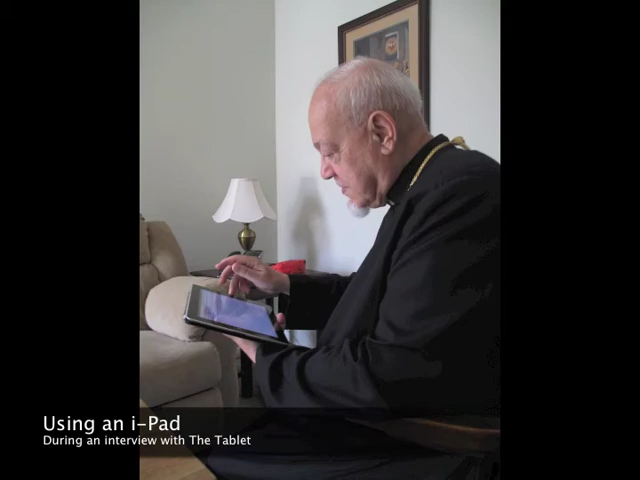 Using an i-Pad
During an interview with The Tablet